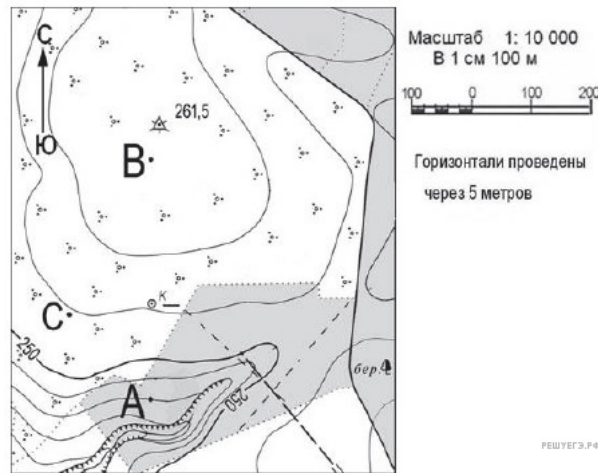 С
Ю
261,5
В
К
С
250
А
250
бер.
Масштаб 1: 10 000
В 1 см 100 м
100 0 100 200
Горизонтали проведены
через 5 метров
РЕШУЕГЭ.РФ